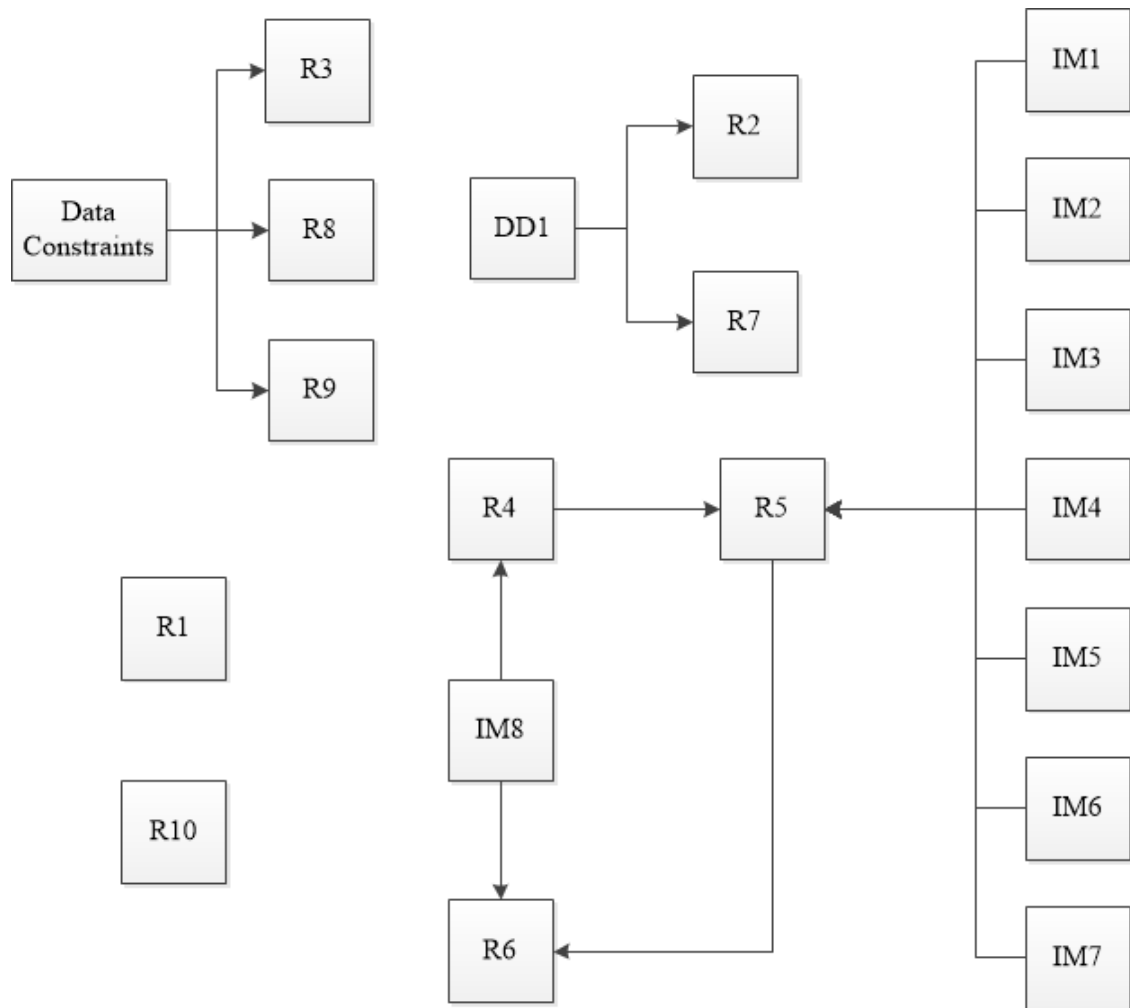 R3
IM1
R2
IM2
Data
Constraints
R8
DD1
R7
IM3
R9
R4
R5
IM4
R1
IM5
IM8
R10
IM6
R6
IM7